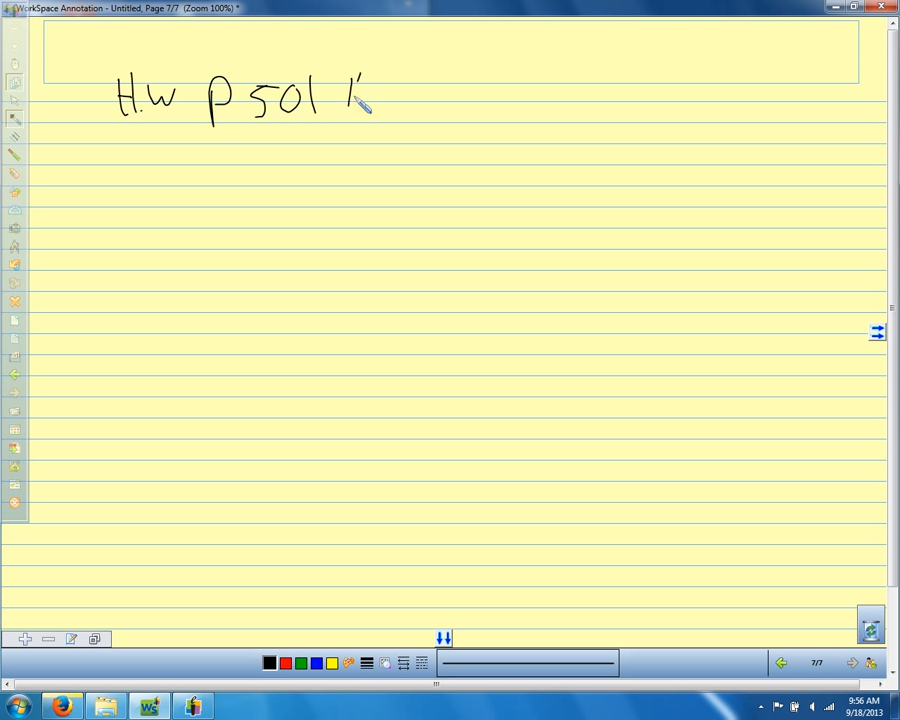 WorkSpace Annotation - Untitled, Page 7/7 (Zoom 100%) *
H.W P 501
7/7
9:56 AM
9/18/2013